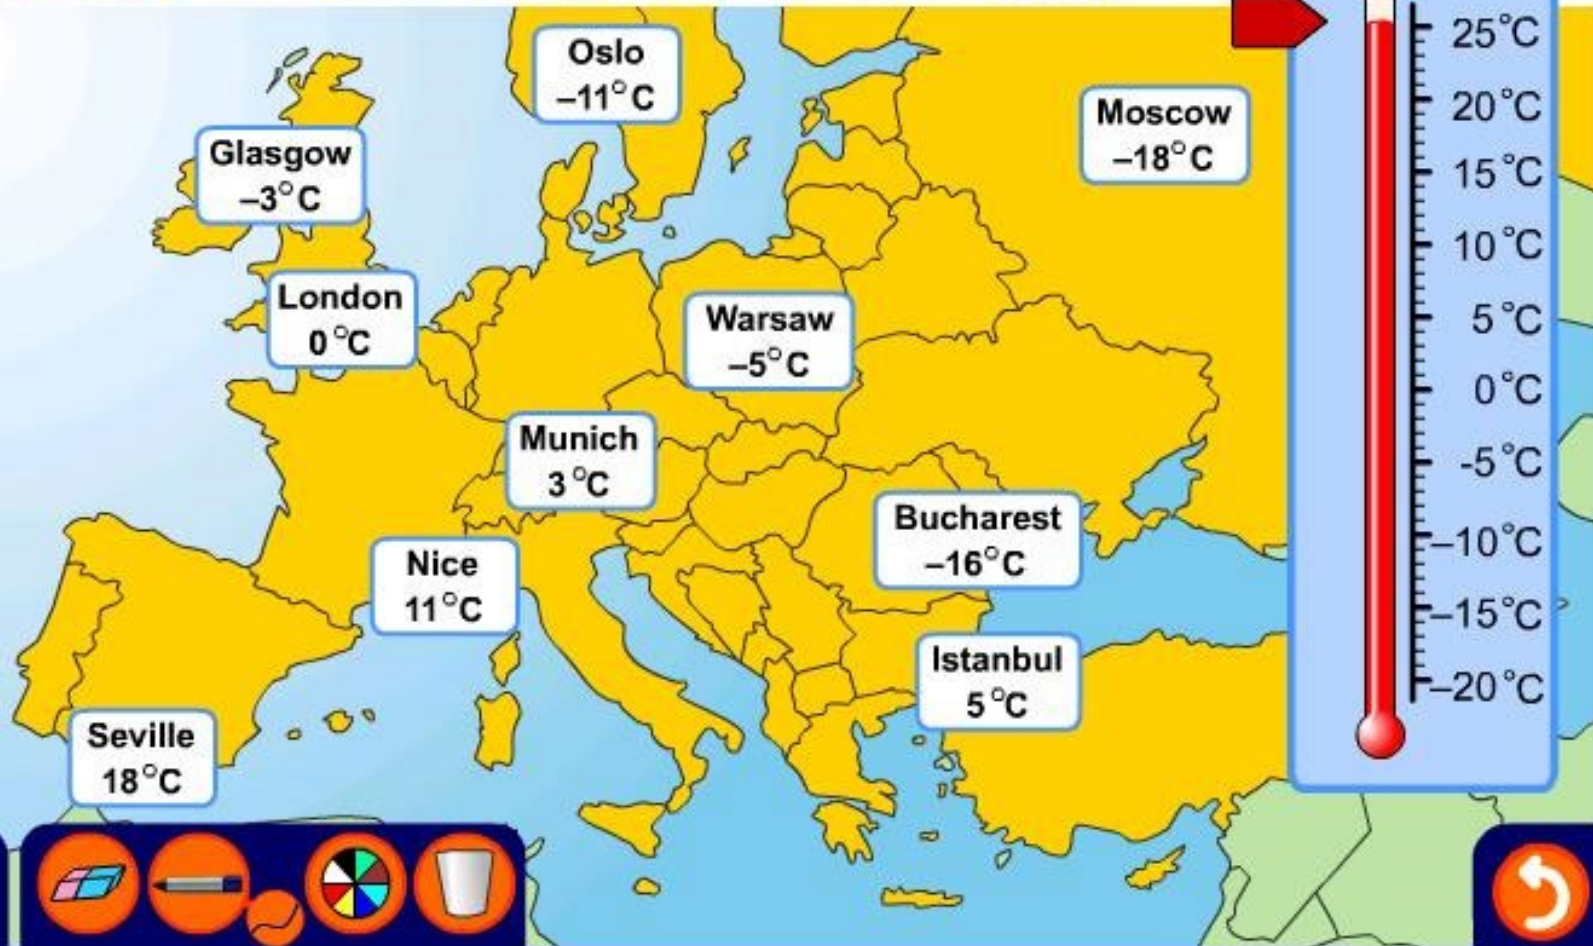 Oslo
–11°C
Moscow
–18°C
Glasgow
–3°C
London
0°C
Warsaw
–5°C
Munich
3°C
Bucharest
–16°C
Nice
11°C
Istanbul
5°C
Seville
18°C
25°C
20°C
15°C
10°C
5°C
0°C
-5°C
–10°C
–15°C
–20°C